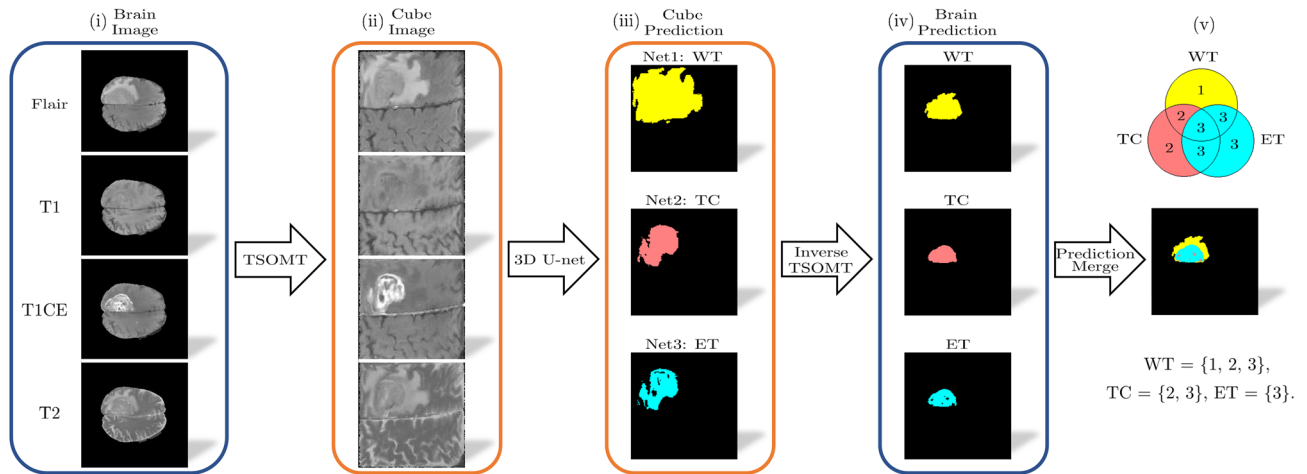 (i) Brain
Image
Flair
T1
T1CE
T2
TSOMT
(ii) Cubc
Image
3D U-net
(iii) Cubc
Prediction
Net1: WT
Net2: TC
Net3: ET
Inverse
TSOMT
(iv) Brain
Prediction
WT
TC
ET
Prediction
Merge
(v)
WT
1
2 3
3
TC 2 3 3 ET
WT = {1, 2, 3},
TC = {2, 3}, ET = {3}.